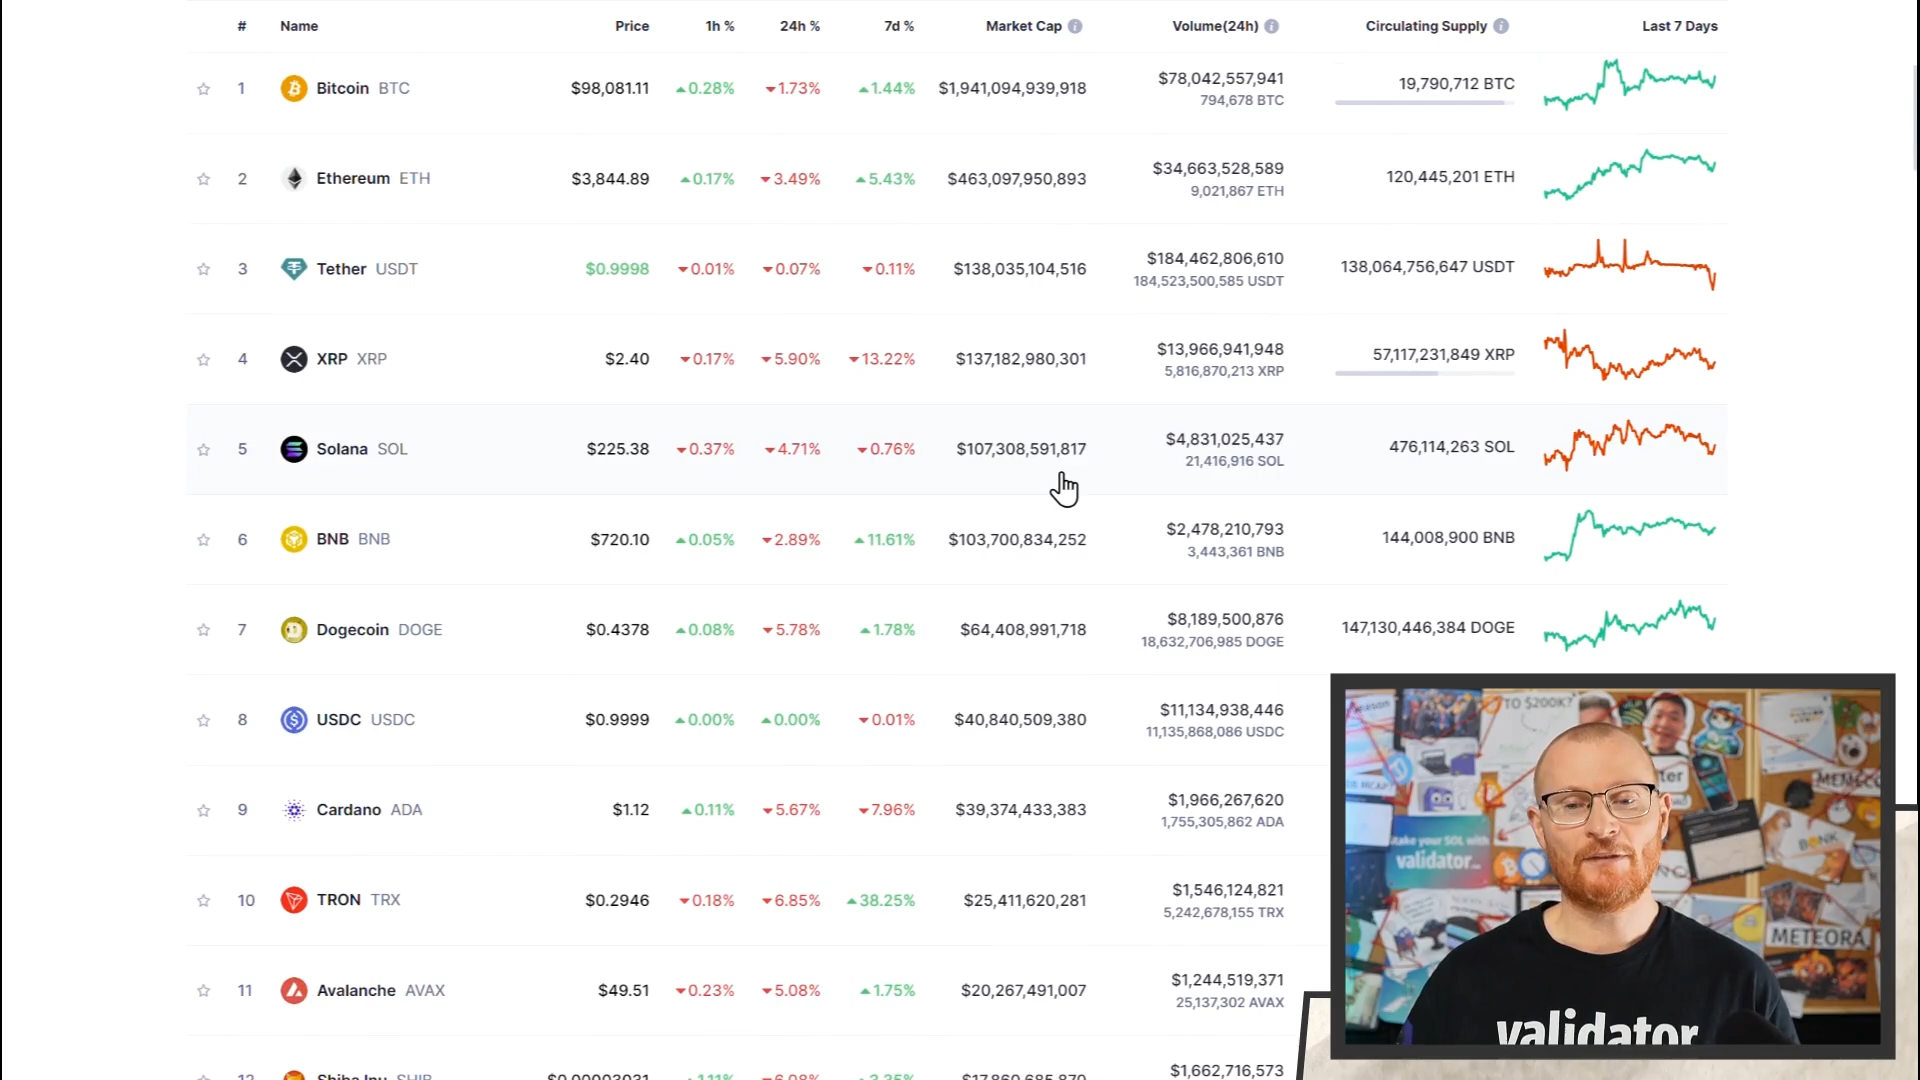 # Name Price 1h % 24h % 7d % Market Cap Volume(24h) Circulating Supply Last 7 Days
1 Bitcoin BTC $98,081.11 0.28% 1.73% 1.44% $1,941,094,939,918 $78,042,557,941 19,790,712 BTC
794,678 BTC
2 Ethereum ETH $3,844.89 0.17% 3.49% 5.43% $463,097,950,893 $34,663,528,589 120,445,201 ETH
9,021,867 ETH
3 Tether USDT $0.9998 0.01% 0.07% 0.11% $138,035,104,516 $184,462,806,610 138,064,756,647 USDT
184,523,500,585 USDT
4 XRP XRP $2.40 0.17% 5.90% 13.22% $137,182,980,301 $13,966,941,948 57,117,231,849 XRP
5,816,870,213 XRP
5 Solana SOL $225.38 0.37% 4.71% 0.76% $107,308,591,817 $4,831,025,437 476,114,263 SOL
21,416,916 SOL
6 BNB BNB $720.10 0.05% 2.89% 11.61% $103,700,834,252 $2,478,210,793 144,008,900 BNB
3,443,361 BNB
7 Dogecoin DOGE $0.4378 0.08% 5.78% 1.78% $64,408,991,718 $8,189,500,876 147,130,446,384 DOGE
18,632,706,985 DOGE
8 USDC USDC $0.9999 0.00% 0.00% 0.01% $40,840,509,380 $11,134,938,446
11,135,868,086 USDC
9 Cardano ADA $1.12 0.11% 5.67% 7.96% $39,374,433,383 $1,966,267,620
1,755,305,862 ADA
10 TRON TRX $0.2946 0.18% 6.85% 38.25% $25,411,620,281 $1,546,124,821
5,242,678,155 TRX
11 Avalanche AVAX $49.51 0.23% 5.08% 1.75% $20,267,491,007 $1,244,519,371
25,137,302 AVAX
12 Shiba Inu SHIB $1,662,716,573
TO $200K?
MEMECO
BONK
your SOL with
validator
METEORA
validator